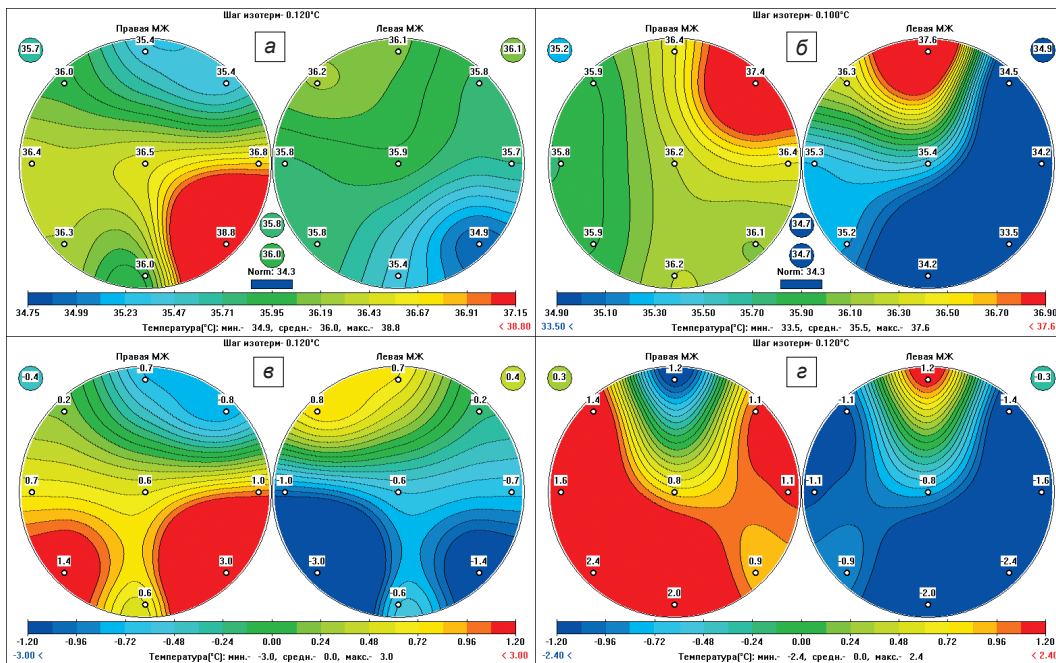 Шаг изотерм- 0.120°C
Правая МЖ а Левая МЖ
35.7 35.4 36.1 36.1
36.0 35.4 36.2 35.8
36.4 36.5 36.8 35.8 35.9 35.7
36.3 38.8 35.8 35.8 34.9
36.0 36.0 35.4
Norm: 34.3
34.75 34.99 35.23 35.47 35.71 35.95 36.19 36.43 36.67 36.91 37.15
Температура(°C): мин.- 34.9, средн.- 36.0, макс.- 38.8 < 38.80
Шаг изотерм- 0.100°C
Правая МЖ б Левая МЖ
35.2 36.4 37.6 34.9
35.9 37.4 36.3 34.5
35.8 36.2 36.4 35.3 35.4 34.2
35.9 36.1 34.7 35.2 33.5
36.2 34.7 34.2
Norm: 34.3
34.90 35.10 35.30 35.50 35.70 35.90 36.10 36.30 36.50 36.70 36.90
33.50 < Температура(°C): мин.- 33.5, средн.- 35.5, макс.- 37.6 < 37.6
Шаг изотерм- 0.120°C
Правая МЖ в Левая МЖ
-0.4 -0.7 0.7 0.4
0.2 -0.8 0.8 -0.2
0.7 0.6 1.0 -1.0 -0.6 -0.7
1.4 3.0 -3.0 -1.4
0.6 -0.6
-1.20 -0.96 -0.72 -0.48 -0.24 0.00 0.24 0.48 0.72 0.96 1.20
-3.00 < Температура(°C): мин.- -3.0, средн.- 0.0, макс.- 3.0 < 3.00
Шаг изотерм- 0.120°C
Правая МЖ г Левая МЖ
0.3 -1.2 1.2 -0.3
1.4 1.1 -1.1 -1.4
1.6 0.8 1.1 -1.1 -0.8 -1.6
2.4 0.9 -0.9 -2.4
2.0 -2.0
-1.20 -0.96 -0.72 -0.48 -0.24 0.00 0.24 0.48 0.72 0.96 1.20
-2.40 < Температура(°C): мин.- -2.4, средн.- 0.0, макс.- 2.4 < 2.40